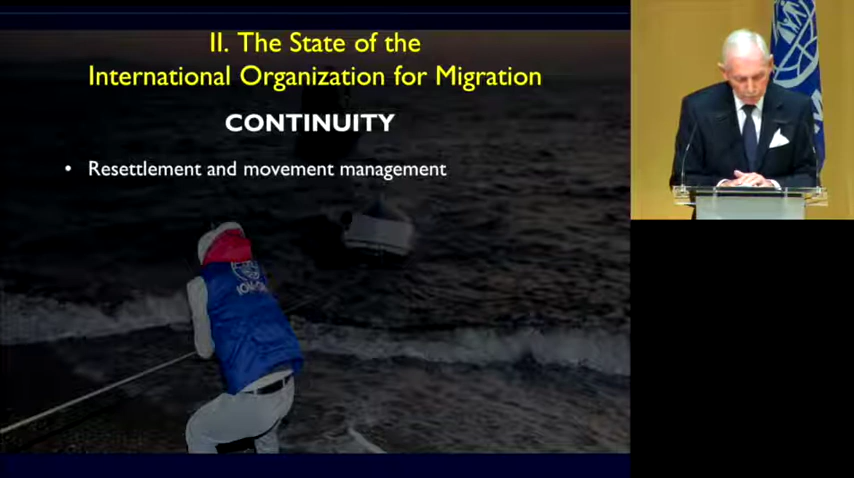 II. The State of the
International Organization for Migration
CONTINUITY
• Resettlement and movement management